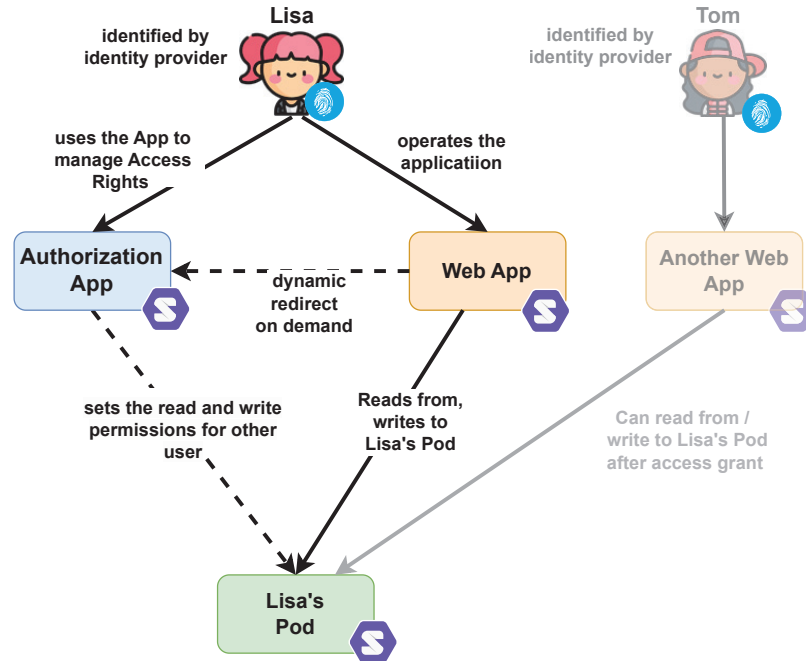 Lisa
identified by
identity provider
Tom
identified by
identity provider
uses the App to
manage Access
Rights
operates the
applicatiion
Authorization
App
dynamic
redirect
on demand
Web App
Another Web
App
sets the read and write
permissions for other
user
Reads from,
writes to
Lisa's Pod
Can read from /
write to Lisa's Pod
after access grant
Lisa's
Pod